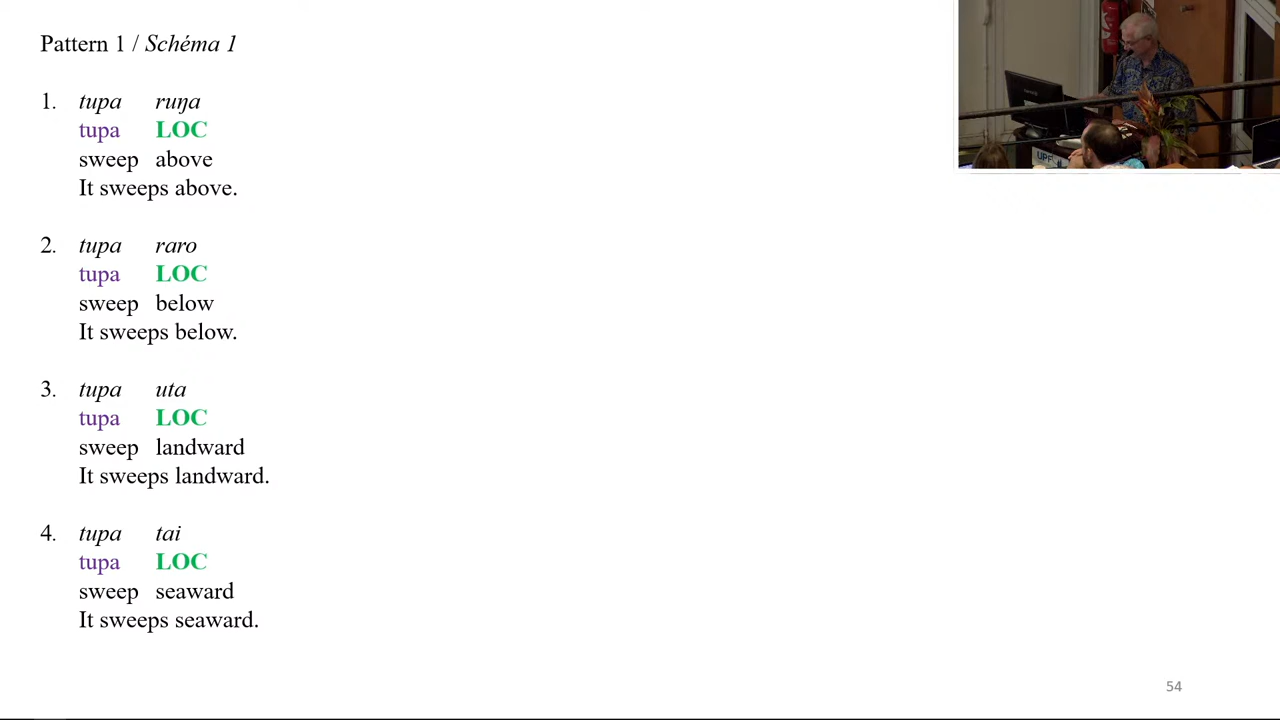 Pattern 1 / Schéma 1
1. tupa ruŋa
tupa LOC
sweep above
It sweeps above.
2. tupa raro
tupa LOC
sweep below
It sweeps below.
3. tupa uta
tupa LOC
sweep landward
It sweeps landward.
4. tupa tai
tupa LOC
sweep seaward
It sweeps seaward.
54
UPF